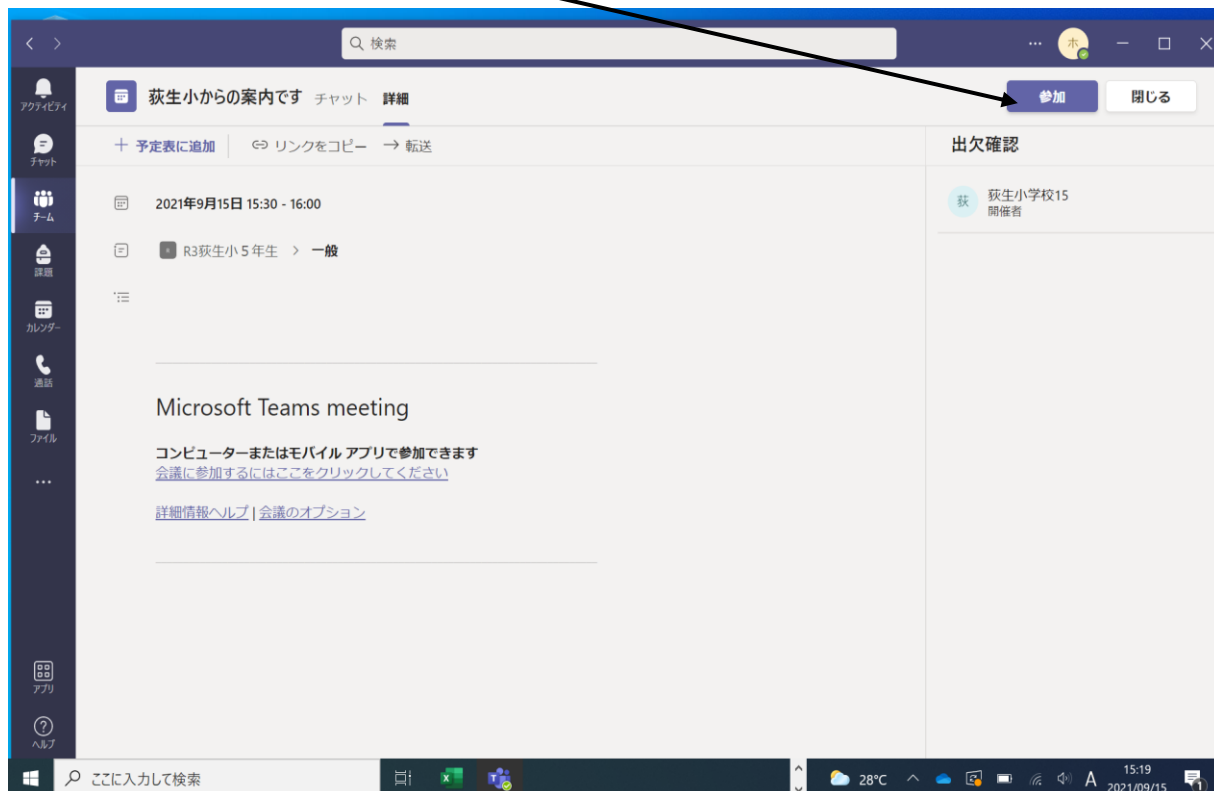 検索
ホ
アクティビティ
チャット
チーム
課題
カレンダー
通話
ファイル
アプリ
ヘルプ
荻生小からの案内です チャット 詳細
参加 閉じる
予定表に追加 リンクをコピー 転送
2021年9月15日 15:30 - 16:00
R3荻生小5年生 > 一般
Microsoft Teams meeting
コンピューターまたはモバイル アプリで参加できます
会議に参加するにはここをクリックしてください
詳細情報ヘルプ | 会議のオプション
出欠確認
荻 荻生小学校15
開催者
ここに入力して検索
28°C
A
15:19
2021/09/15
1